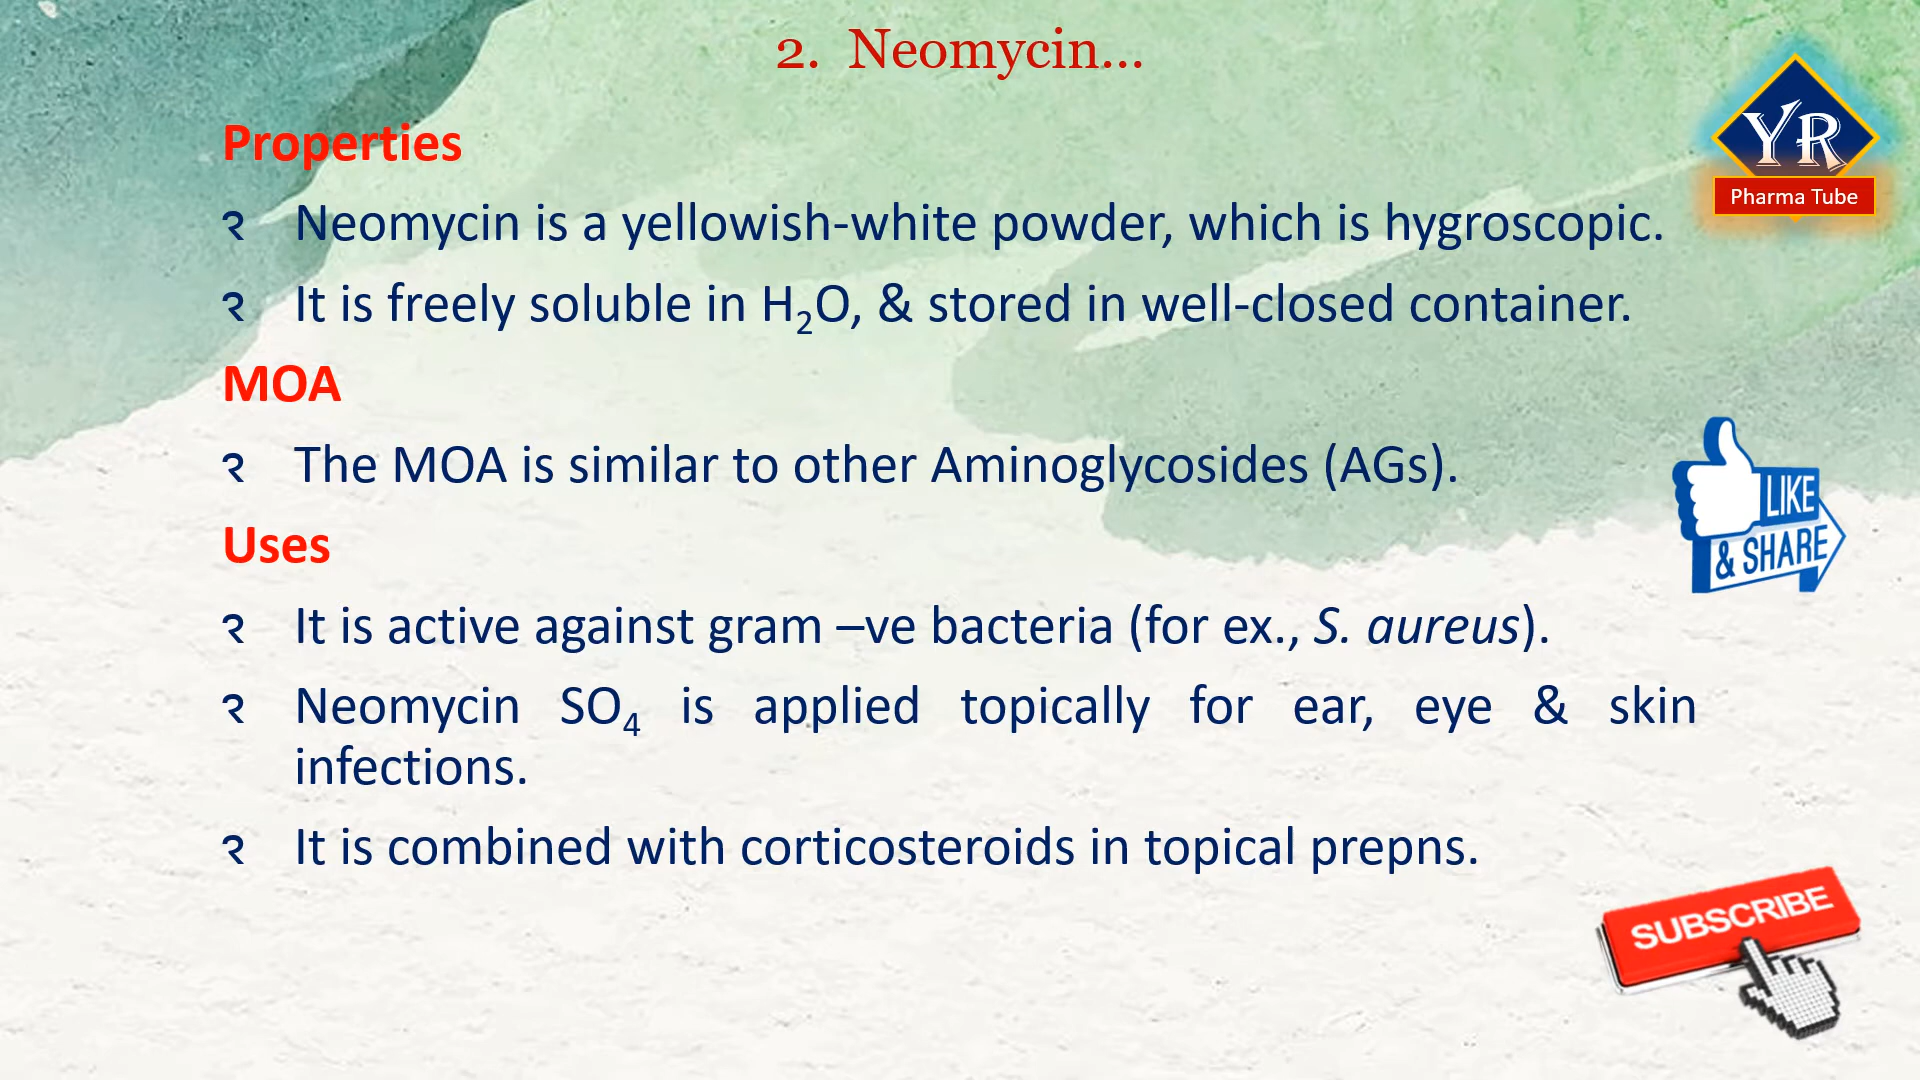 2. Neomycin...
YR
Pharma Tube
Properties
Neomycin is a yellowish-white powder, which is hygroscopic.
It is freely soluble in H₂O, & stored in well-closed container.
MOA
The MOA is similar to other Aminoglycosides (AGs).
Uses
It is active against gram –ve bacteria (for ex., S. aureus).
Neomycin SO₄ is applied topically for ear, eye & skin
infections.
It is combined with corticosteroids in topical prepns.
LIKE
& SHARE
SUBSCRIBE